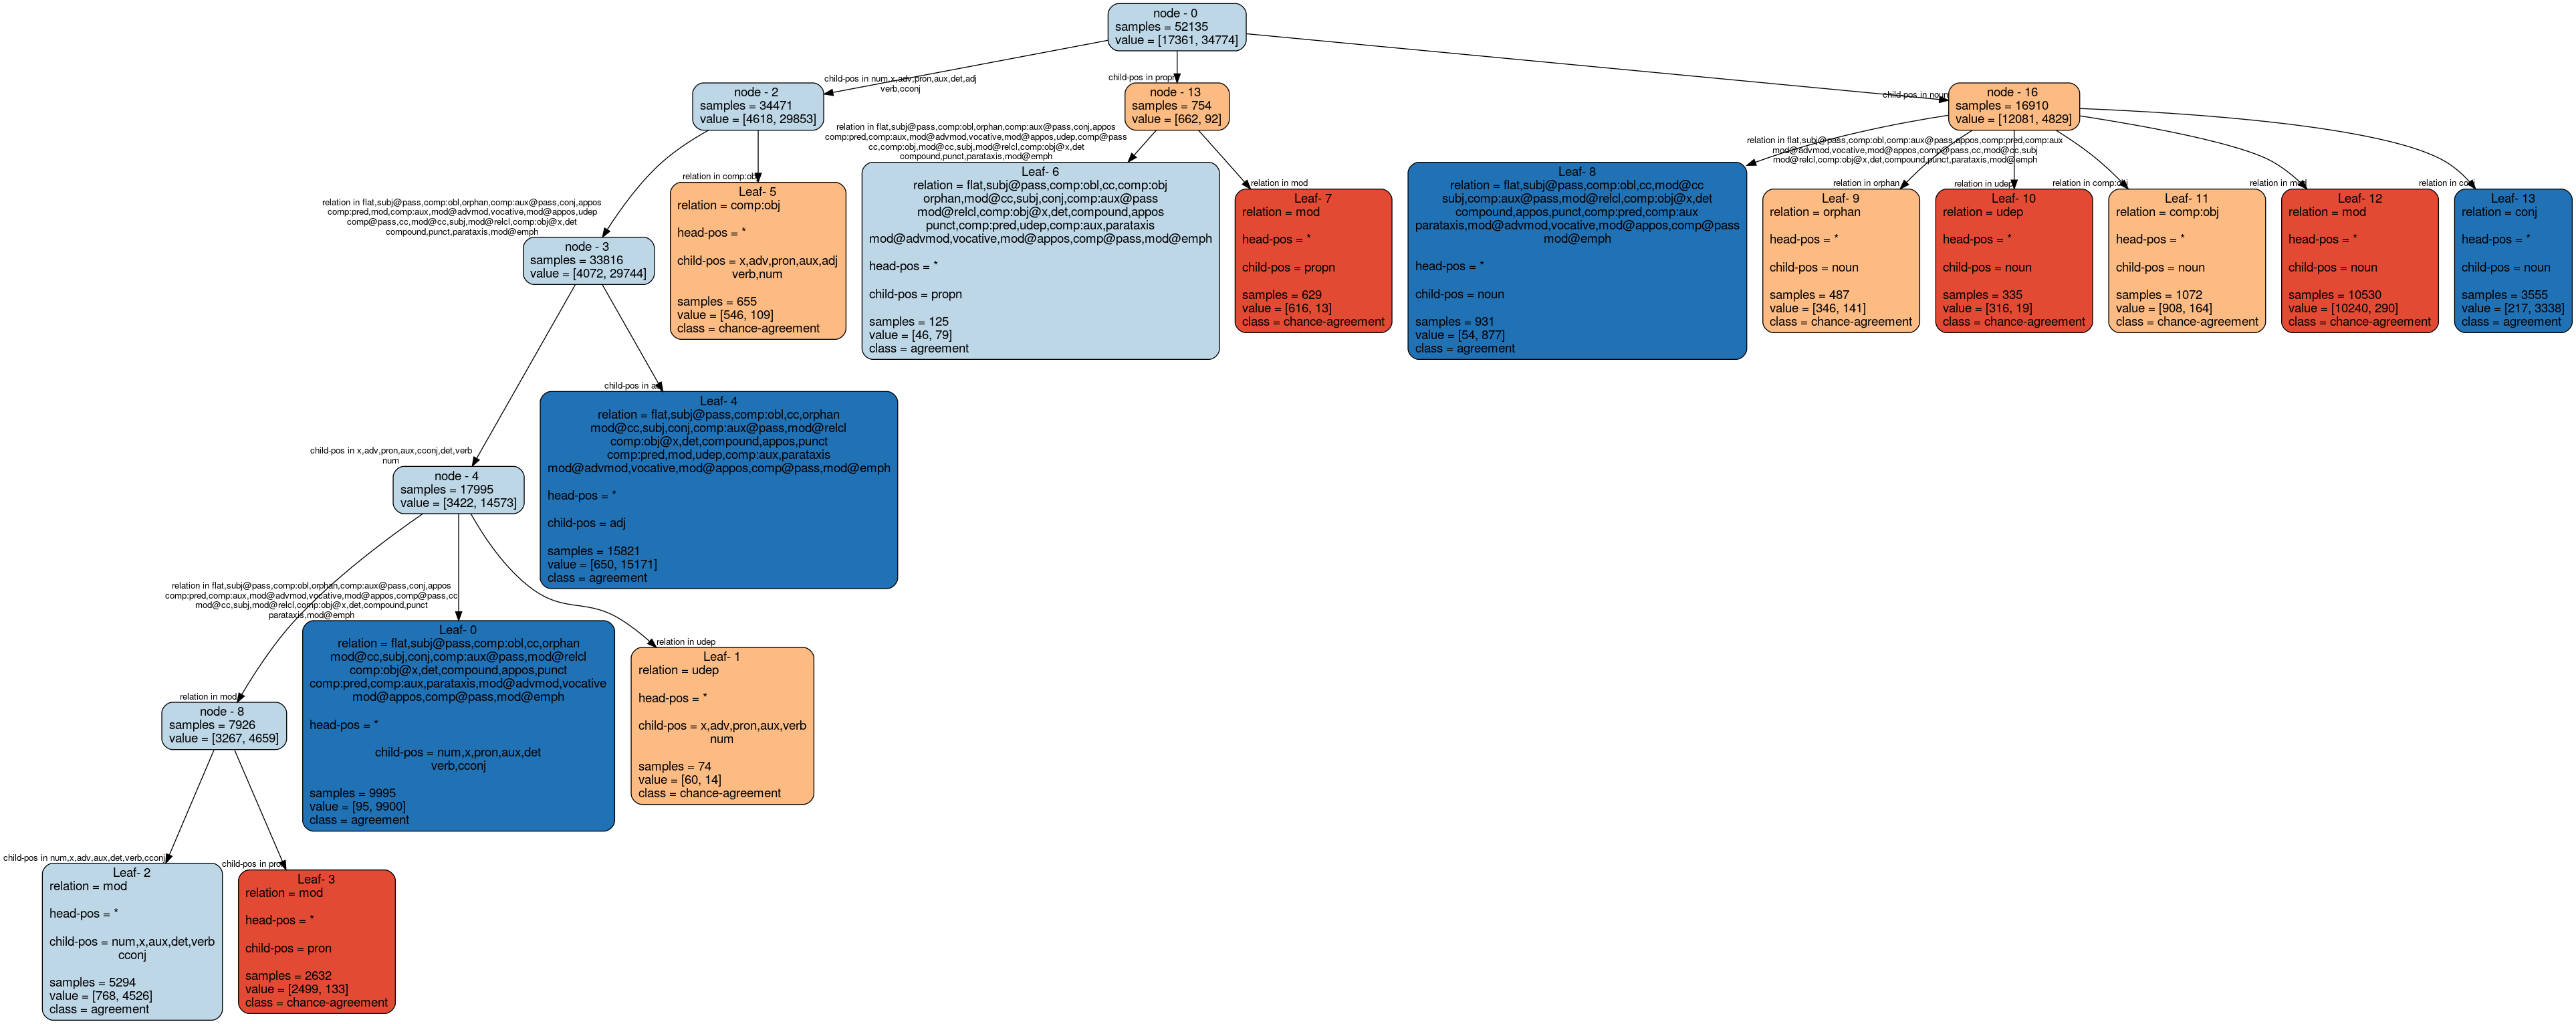 node - 0
samples = 52135
value = [17361, 34774]
child-pos in num,x,adv,pron,aux,det,adj
verb,cconj
child-pos in propn
child-pos in noun
node - 2
samples = 34471
value = [4618, 29853]
node - 13
samples = 754
value = [662, 92]
node - 16
samples = 16910
value = [12081, 4829]
relation in flat,subj@pass,comp:obl,orphan,comp:aux@pass,conj,appos
comp:pred,mod,comp:aux,mod@advmod,vocative,mod@appos,udep
comp@pass,cc,mod@cc,subj,mod@relcl,comp:obj@x,det
compound,punct,parataxis,mod@emph
relation in comp:obj
relation in flat,subj@pass,comp:obl,orphan,comp:aux@pass,conj,appos
comp:pred,comp:aux,mod@advmod,vocative,mod@appos,udep,comp@pass
cc,comp:obj,mod@cc,subj,mod@relcl,comp:obj@x,det
compound,punct,parataxis,mod@emph
relation in mod
relation in flat,subj@pass,comp:obl,comp:aux@pass,appos,comp:pred,comp:aux
mod@advmod,vocative,mod@appos,comp@pass,cc,mod@cc,subj
mod@relcl,comp:obj@x,det,compound,punct,parataxis,mod@emph
relation in orphan
relation in udep
relation in comp:obj
relation in mod
relation in conj
node - 3
samples = 33816
value = [4072, 29744]
Leaf- 5
relation = comp:obj
head-pos = *
child-pos = x,adv,pron,aux,adj
verb,num
samples = 655
value = [546, 109]
class = chance-agreement
Leaf- 6
relation = flat,subj@pass,comp:obl,cc,comp:obj
orphan,mod@cc,subj,conj,comp:aux@pass
mod@relcl,comp:obj@x,det,compound,appos
punct,comp:pred,udep,comp:aux,parataxis
mod@advmod,vocative,mod@appos,comp@pass,mod@emph
head-pos = *
child-pos = propn
samples = 125
value = [46, 79]
class = agreement
Leaf- 7
relation = mod
head-pos = *
child-pos = propn
samples = 629
value = [616, 13]
class = chance-agreement
Leaf- 8
relation = flat,subj@pass,comp:obl,cc,mod@cc
subj,comp:aux@pass,mod@relcl,comp:obj@x,det
compound,appos,punct,comp:pred,comp:aux
parataxis,mod@advmod,vocative,mod@appos,comp@pass
mod@emph
head-pos = *
child-pos = noun
samples = 931
value = [54, 877]
class = agreement
Leaf- 9
relation = orphan
head-pos = *
child-pos = noun
samples = 487
value = [346, 141]
class = chance-agreement
Leaf- 10
relation = udep
head-pos = *
child-pos = noun
samples = 335
value = [316, 19]
class = chance-agreement
Leaf- 11
relation = comp:obj
head-pos = *
child-pos = noun
samples = 1072
value = [908, 164]
class = chance-agreement
Leaf- 12
relation = mod
head-pos = *
child-pos = noun
samples = 10530
value = [10240, 290]
class = chance-agreement
Leaf- 13
relation = conj
head-pos = *
child-pos = noun
samples = 3555
value = [217, 3338]
class = agreement
child-pos in x,adv,pron,aux,cconj,det,verb
num
child-pos in
node - 4
samples = 17995
value = [3422, 14573]
Leaf- 4
relation = flat,subj@pass,comp:obl,cc,orphan
mod@cc,subj,conj,comp:aux@pass,mod@relcl
comp:obj@x,det,compound,appos,punct
comp:pred,mod,udep,comp:aux,parataxis
mod@advmod,vocative,mod@appos,comp@pass,mod@emph
head-pos = *
child-pos = adj
samples = 15821
value = [650, 15171]
class = agreement
relation in mod
relation in flat,subj@pass,comp:obl,orphan,comp:aux@pass,conj,appos
comp:pred,comp:aux,mod@advmod,vocative,mod@appos,comp@pass,cc
mod@cc,subj,mod@relcl,comp:obj@x,det,compound,punct
parataxis,mod@emph
relation in udep
node - 8
samples = 7926
value = [3267, 4659]
Leaf- 0
relation = flat,subj@pass,comp:obl,cc,orphan
mod@cc,subj,conj,comp:aux@pass,mod@relcl
comp:obj@x,det,compound,appos,punct
comp:pred,comp:aux,parataxis,mod@advmod,vocative
mod@appos,comp@pass,mod@emph
head-pos = *
child-pos = num,x,pron,aux,det
verb,cconj
samples = 9995
value = [95, 9900]
class = agreement
Leaf- 1
relation = udep
head-pos = *
child-pos = x,adv,pron,aux,verb
num
samples = 74
value = [60, 14]
class = chance-agreement
child-pos in num,x,adv,aux,det,verb,cconj
child-pos in pron
Leaf- 2
relation = mod
head-pos = *
child-pos = num,x,aux,det,verb
cconj
samples = 5294
value = [768, 4526]
class = agreement
Leaf- 3
relation = mod
head-pos = *
child-pos = pron
samples = 2632
value = [2499, 133]
class = chance-agreement